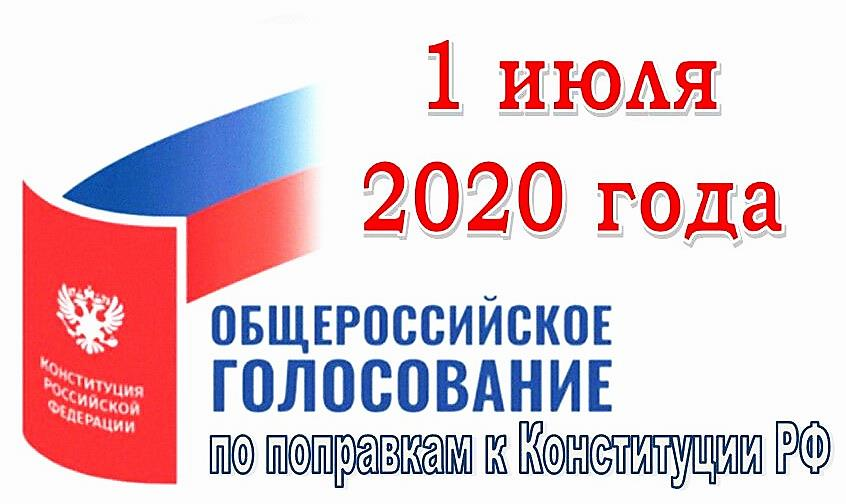 1 июля
2020 года
КОНСТИТУЦИЯ
РОССИЙСКОЙ
ФЕДЕРАЦИИ
ОБЩЕРОССИЙСКОЕ
ГОЛОСОВАНИЕ
по поправкам к Конституции РФ